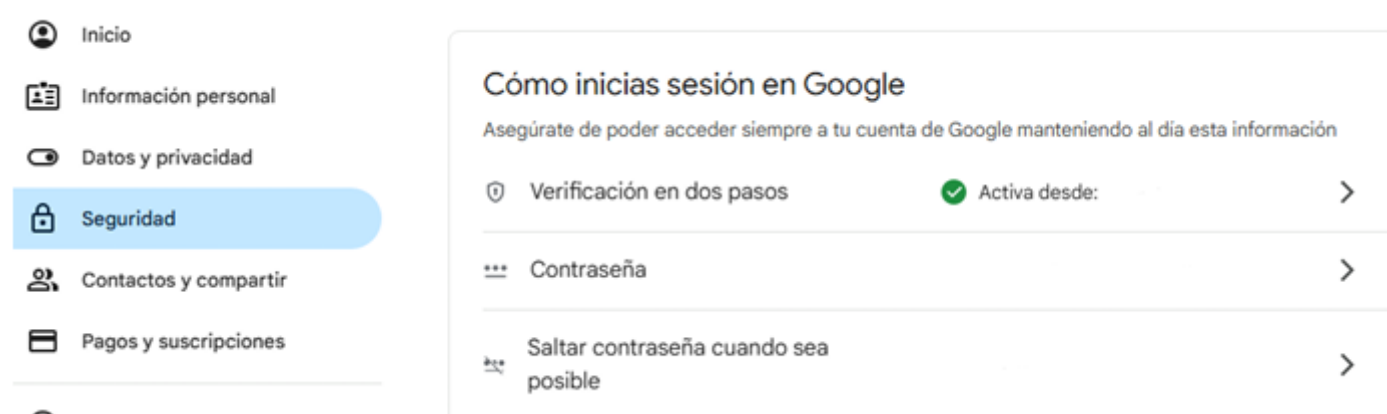 Inicio
Información personal
Datos y privacidad
Seguridad
Contactos y compartir
Pagos y suscripciones
Cómo inicias sesión en Google
Asegúrate de poder acceder siempre a tu cuenta de Google manteniendo al día esta información
Verificación en dos pasos
Activa desde:
Contraseña
Saltar contraseña cuando sea
posible